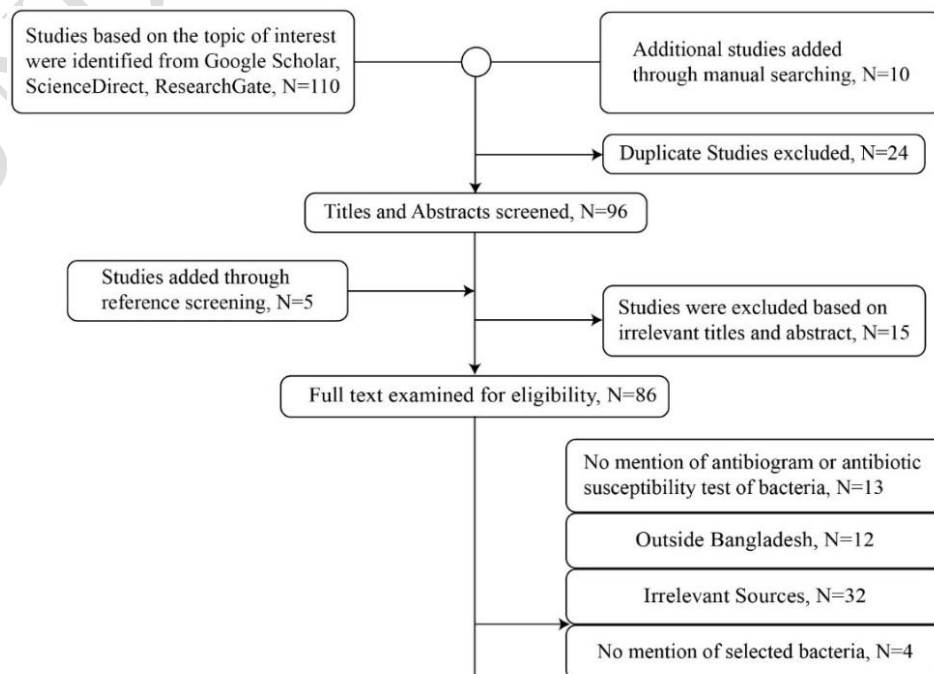 Studies based on the topic of interest
were identified from Google Scholar,
ScienceDirect, ResearchGate, N=110
Additional studies added
through manual searching, N=10
Duplicate Studies excluded, N=24
Titles and Abstracts screened, N=96
Studies added through
reference screening, N=5
Studies were excluded based on
irrelevant titles and abstract, N=15
Full text examined for eligibility, N=86
No mention of antibiogram or antibiotic
susceptibility test of bacteria, N=13
Outside Bangladesh, N=12
Irrelevant Sources, N=32
No mention of selected bacteria, N=4